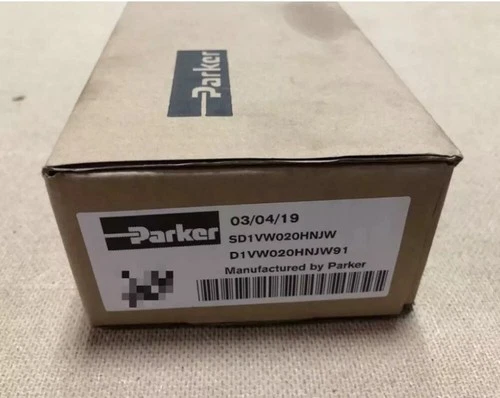 Parker
Parker
03/04/19
SD1VW020HNJW
D1VW020HNJW91
Manufactured by Parker